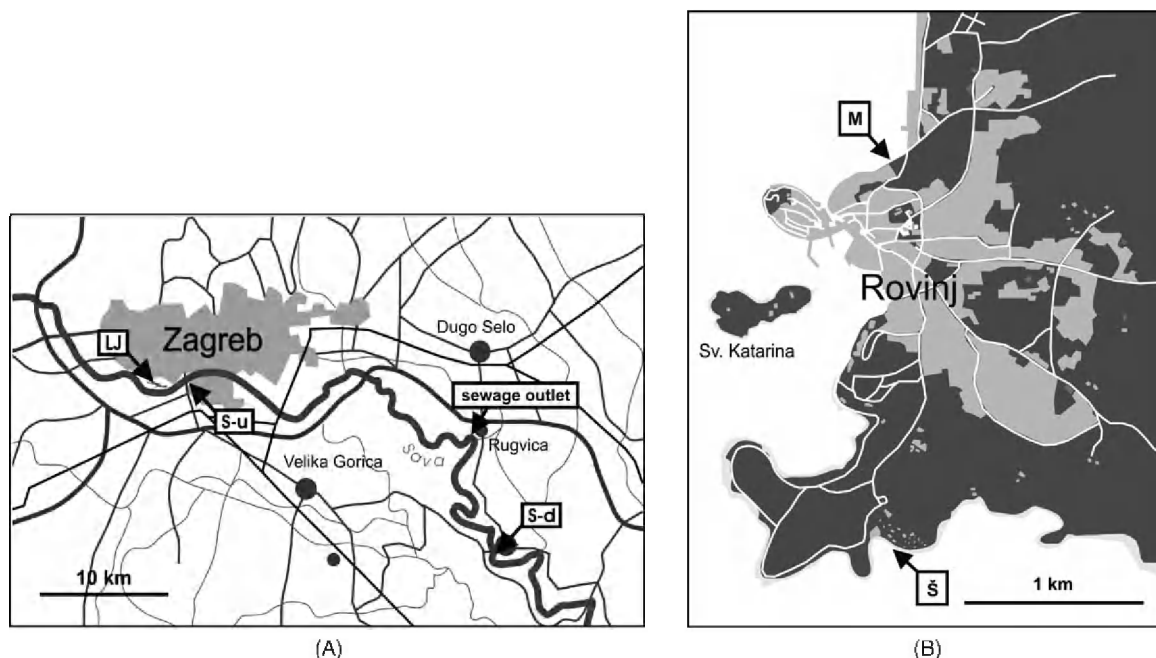 Zagreb
LJ
S-u
Dugo Selo
sewage outlet
Rugvica
Sava
Velika Gorica
S-d
10 km
(A)
M
Rovinj
Sv. Katarina
Š
1 km
(B)